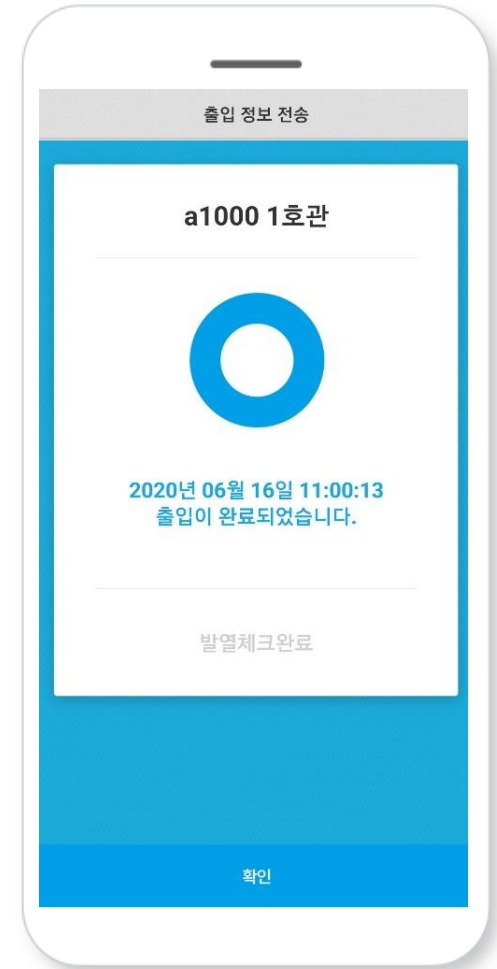 출입 정보 전송
a1000 1호관
2020년 06월 16일 11:00:13
출입이 완료되었습니다.
발열체크완료
확인